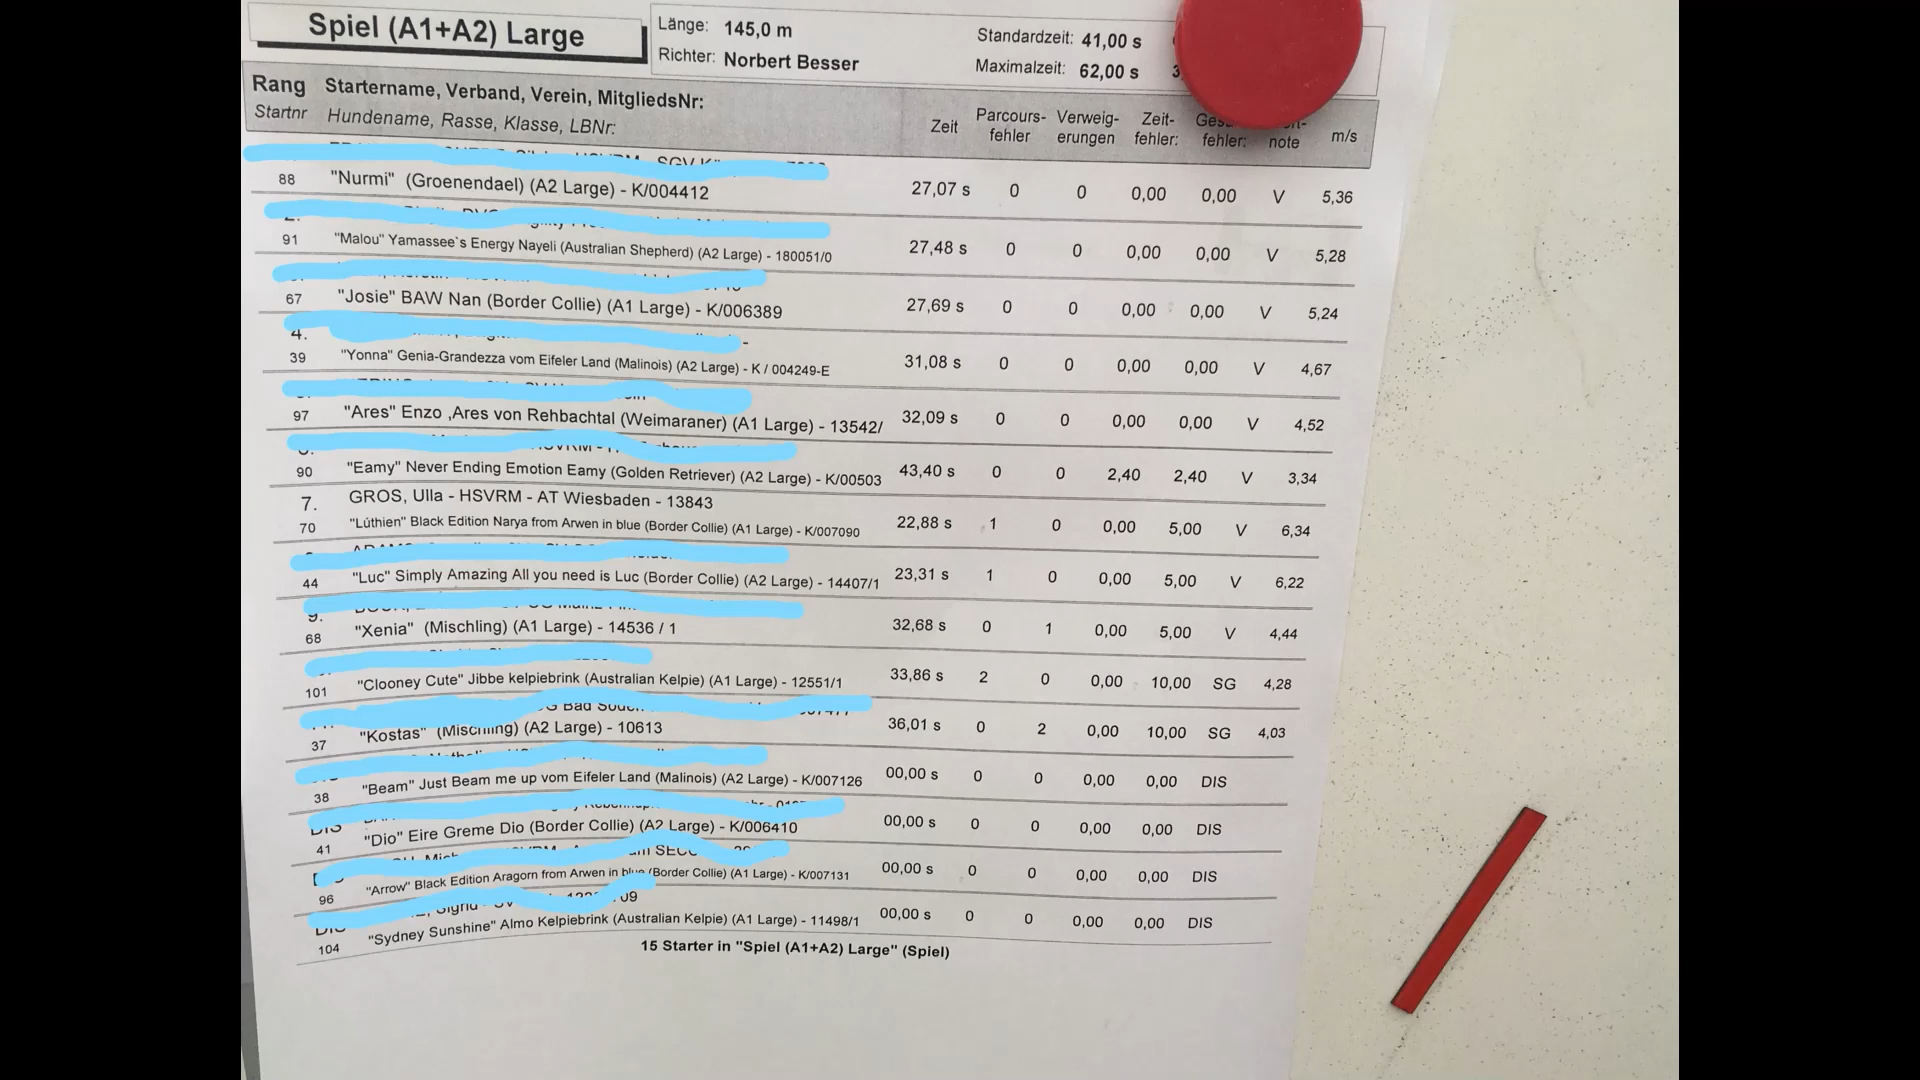 Spiel (A1+A2) Large
Länge: 145,0 m Standardzeit: 41,00 s
Richter: Norbert Besser Maximalzeit: 62,00 s
Rang Startername, Verband, Verein, MitgliedsNr:
Startnr Hundename, Rasse, Klasse, LBNr: Zeit Parcours-fehler Verweig-erungen Zeit-fehler: fehler: note m/s
88 "Nurmi" (Groenendael) (A2 Large) - K/004412 27,07 s 0 0 0,00 0,00 V 5,36
91 "Malou" Yamassee`s Energy Nayeli (Australian Shepherd) (A2 Large) - 180051/0 27,48 s 0 0 0,00 0,00 V 5,28
67 "Josie" BAW Nan (Border Collie) (A1 Large) - K/006389 27,69 s 0 0 0,00 0,00 V 5,24
4.
39 "Yonna" Genia-Grandezza vom Eifeler Land (Malinois) (A2 Large) - K / 004249-E 31,08 s 0 0 0,00 0,00 V 4,67
97 "Ares" Enzo ,Ares von Rehbachtal (Weimaraner) (A1 Large) - 13542/ 32,09 s 0 0 0,00 0,00 V 4,52
90 "Eamy" Never Ending Emotion Eamy (Golden Retriever) (A2 Large) - K/00503 43,40 s 0 0 2,40 2,40 V 3,34
7. GROS, Ulla - HSVRM - AT Wiesbaden - 13843
70 "Lúthien" Black Edition Narya from Arwen in blue (Border Collie) (A1 Large) - K/007090 22,88 s 1 0 0,00 5,00 V 6,34
44 "Luc" Simply Amazing All you need is Luc (Border Collie) (A2 Large) - 14407/1 23,31 s 1 0 0,00 5,00 V 6,22
9.
68 "Xenia" (Mischling) (A1 Large) - 14536 / 1 32,68 s 0 1 0,00 5,00 V 4,44
101 "Clooney Cute" Jibbe kelpiebrink (Australian Kelpie) (A1 Large) - 12551/1 33,86 s 2 0 0,00 10,00 SG 4,28
Bad
37 "Kostas" (Mischling) (A2 Large) - 10613 36,01 s 0 2 0,00 10,00 SG 4,03
38 "Beam" Just Beam me up vom Eifeler Land (Malinois) (A2 Large) - K/007126 00,00 s 0 0 0,00 0,00 DIS
DIS
41 "Dio" Eire Greme Dio (Border Collie) (A2 Large) - K/006410 00,00 s 0 0 0,00 0,00 DIS
96 "Arrow" Black Edition Aragorn from Arwen in blue (Border Collie) (A1 Large) - K/007131 00,00 s 0 0 0,00 0,00 DIS
DIS
104 "Sydney Sunshine" Almo Kelpiebrink (Australian Kelpie) (A1 Large) - 11498/1 00,00 s 0 0 0,00 0,00 DIS
15 Starter in "Spiel (A1+A2) Large" (Spiel)